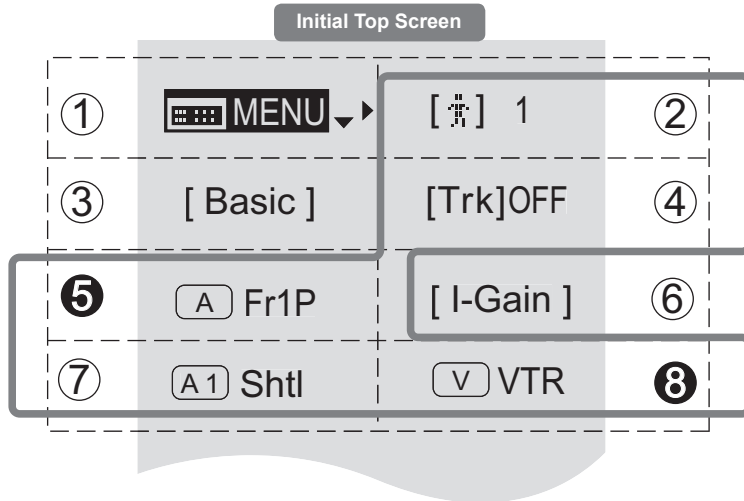 Initial Top Screen
① MENU [ ] 1 ②
③ [ Basic ] [Trk]OFF ④
❺ A Fr1P [ I-Gain ] ⑥
⑦ A 1 Shtl V VTR ❽